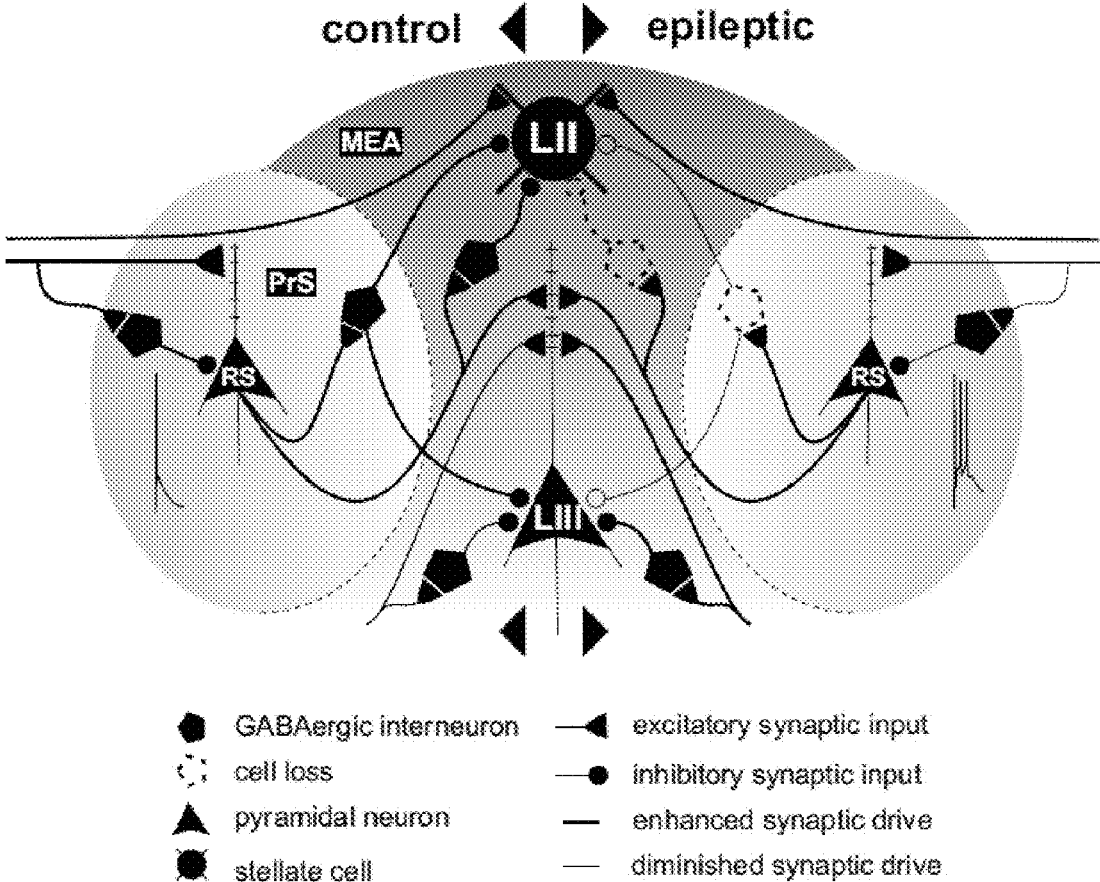 control epileptic
LII
MEA
PrS
RS RS
LIII
GABAergic interneuron excitatory synaptic input
cell loss inhibitory synaptic input
pyramidal neuron enhanced synaptic drive
stellate cell diminished synaptic drive